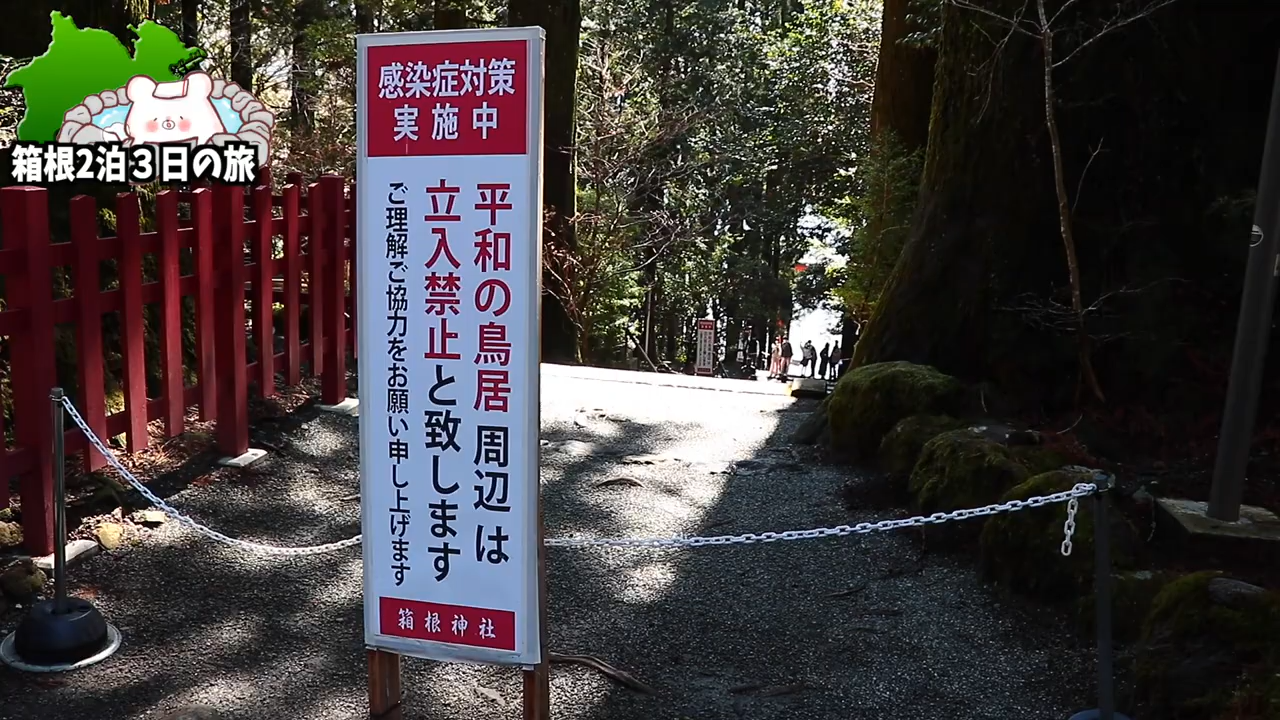 箱根2泊3日の旅
感染症対策
実施中
平和の鳥居 周辺は
立入禁止と致します
ご理解ご協力をお願い申し上げます
箱根神社